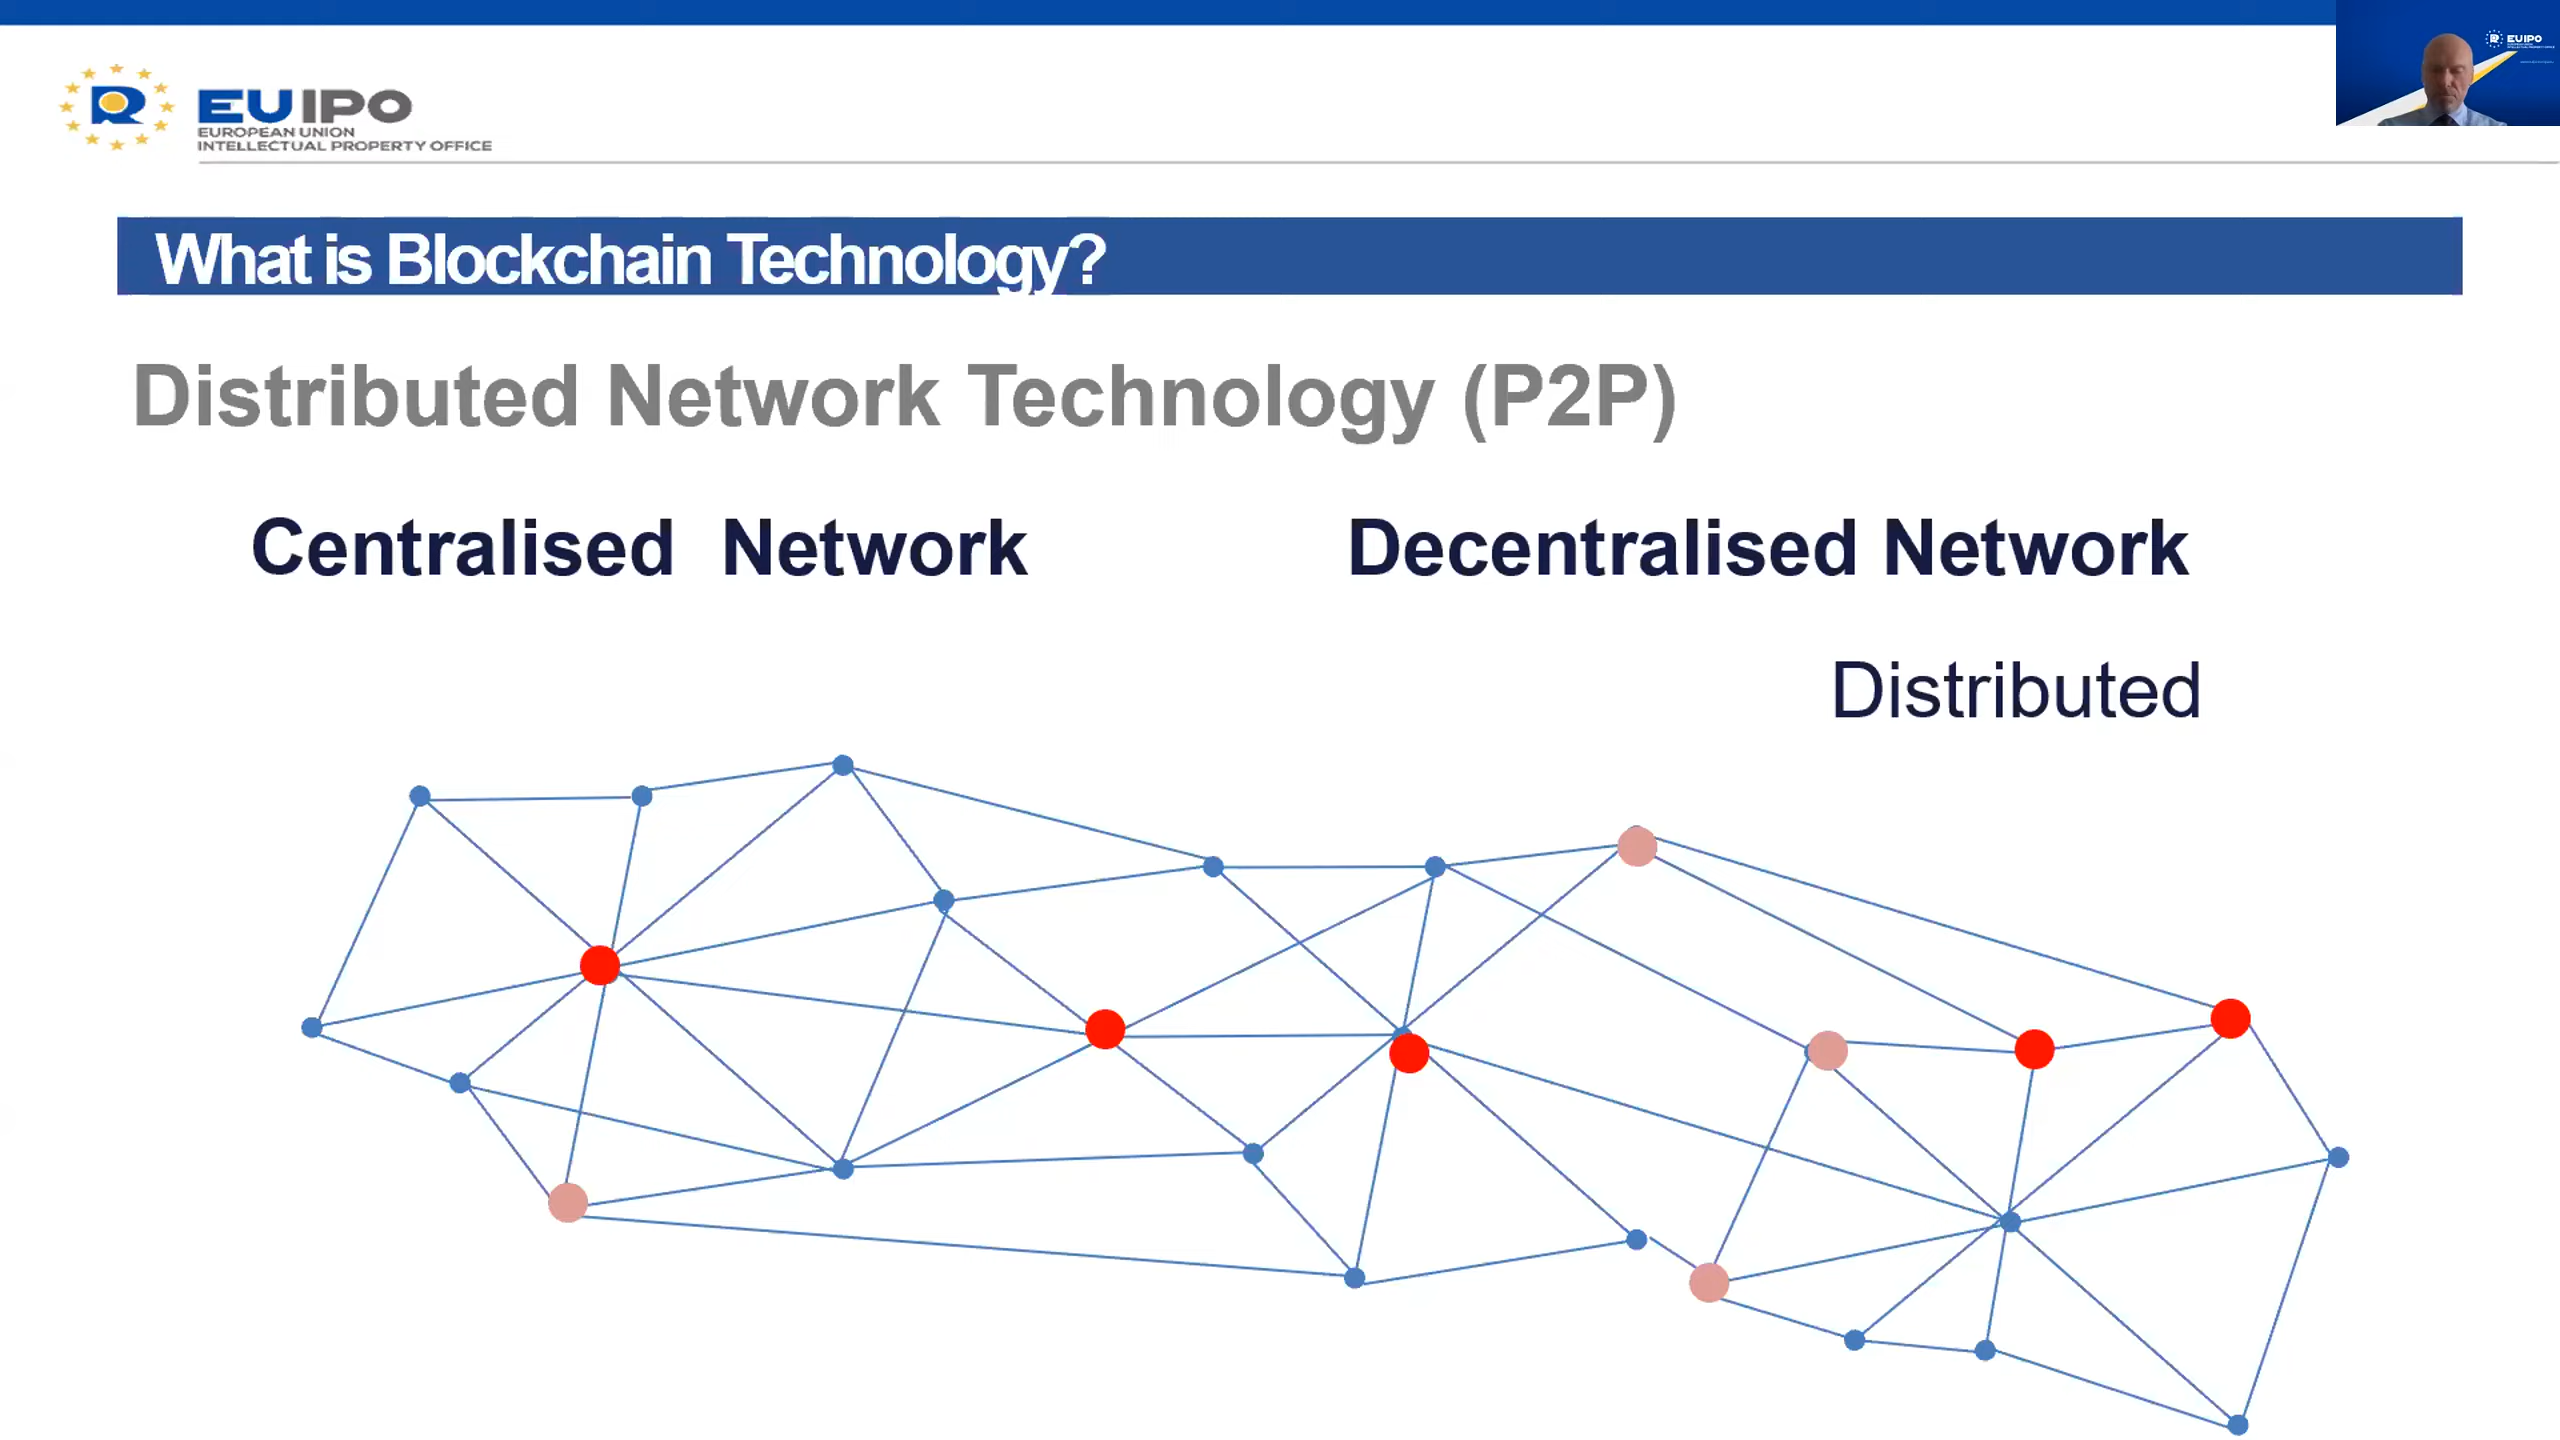 EUIPO
EUROPEAN UNION
INTELLECTUAL PROPERTY OFFICE
EUIPO
What is Blockchain Technology?
Distributed Network Technology (P2P)
Centralised Network
Decentralised Network
Distributed